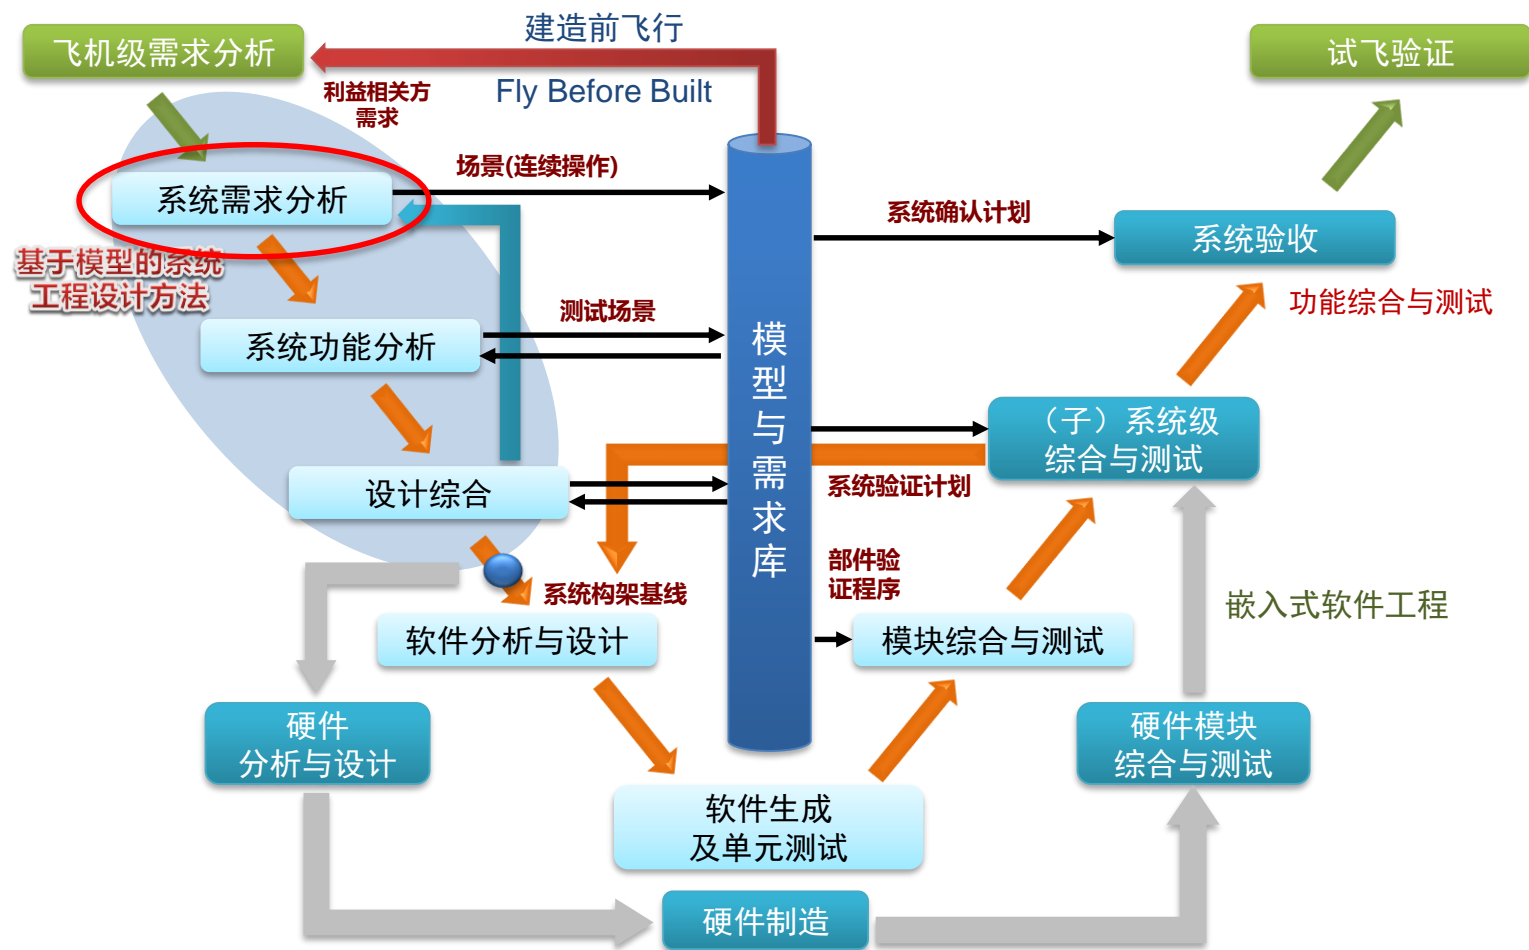 飞机级需求分析
建造前飞行
Fly Before Built
试飞验证
利益相关方
需求
场景(连续操作)
系统需求分析
系统确认计划
系统验收
基于模型的系统
工程设计方法
测试场景
功能综合与测试
系统功能分析
模
型
与
需
求
库
（子）系统级
综合与测试
设计综合
系统验证计划
部件验
证程序
系统构架基线
嵌入式软件工程
软件分析与设计
模块综合与测试
硬件
分析与设计
硬件模块
综合与测试
软件生成
及单元测试
硬件制造